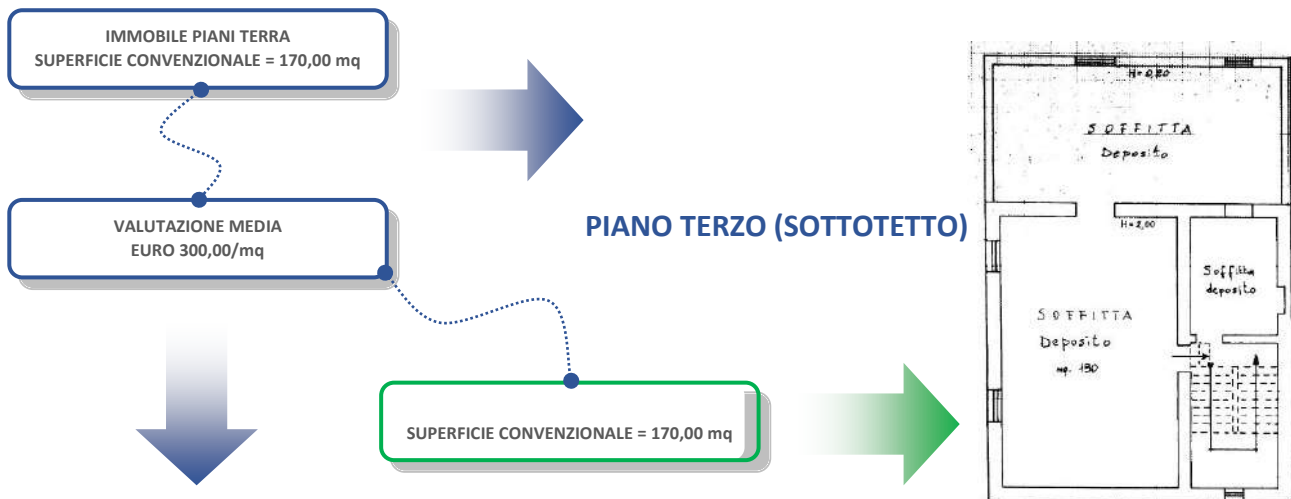 IMMOBILE PIANI TERRA
SUPERFICIE CONVENZIONALE = 170,00 mq
VALUTAZIONE MEDIA
EURO 300,00/mq
PIANO TERZO (SOTTOTETTO)
SUPERFICIE CONVENZIONALE = 170,00 mq
H=0,80
SOFFITTA
Deposito
H=2,00
Soffitta
deposito
SOFFITTA
Deposito
mq. 130